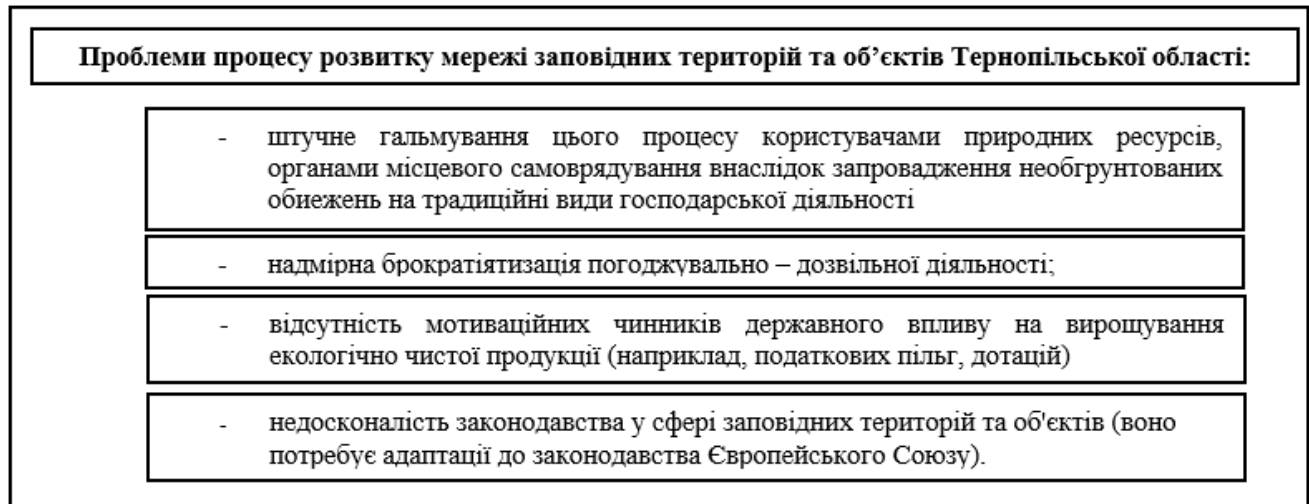 Проблеми процесу розвитку мережі заповідних територій та об’єктів Тернопільської області:
- штучне гальмування цього процесу користувачами природних ресурсів,
органами місцевого самоврядування внаслідок запровадження необгрунтованих
обиежень на традиційні види господарської діяльності
- надмірна брократіятизація погоджувально – дозвільної діяльності;
- відсутність мотиваційних чинників державного впливу на вирощування
екологічно чистої продукції (наприклад, податкових пільг, дотацій)
- недосконалість законодавства у сфері заповідних територій та об'єктів (воно
потребує адаптації до законодавства Європейського Союзу).